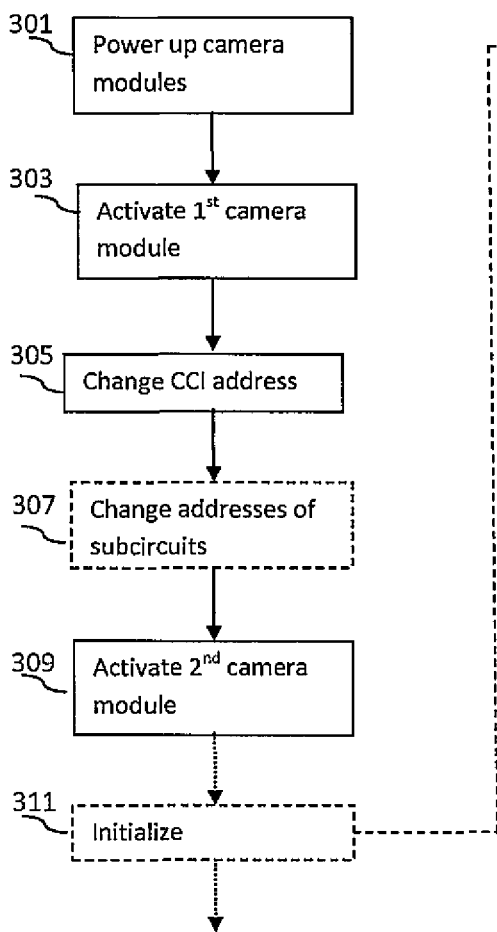 301
Power up camera
modules
303
Activate 1st camera
module
305
Change CCI address
307
Change addresses of
subcircuits
309
Activate 2nd camera
module
311
Initialize